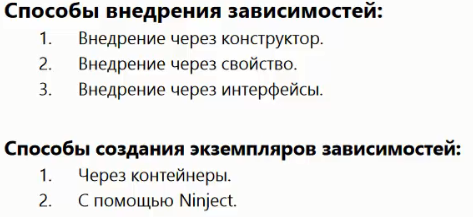 Способы внедрения зависимостей:
1. Внедрение через конструктор.
2. Внедрение через свойство.
3. Внедрение через интерфейсы.
Способы создания экземпляров зависимостей:
1. Через контейнеры.
2. С помощью Ninject.